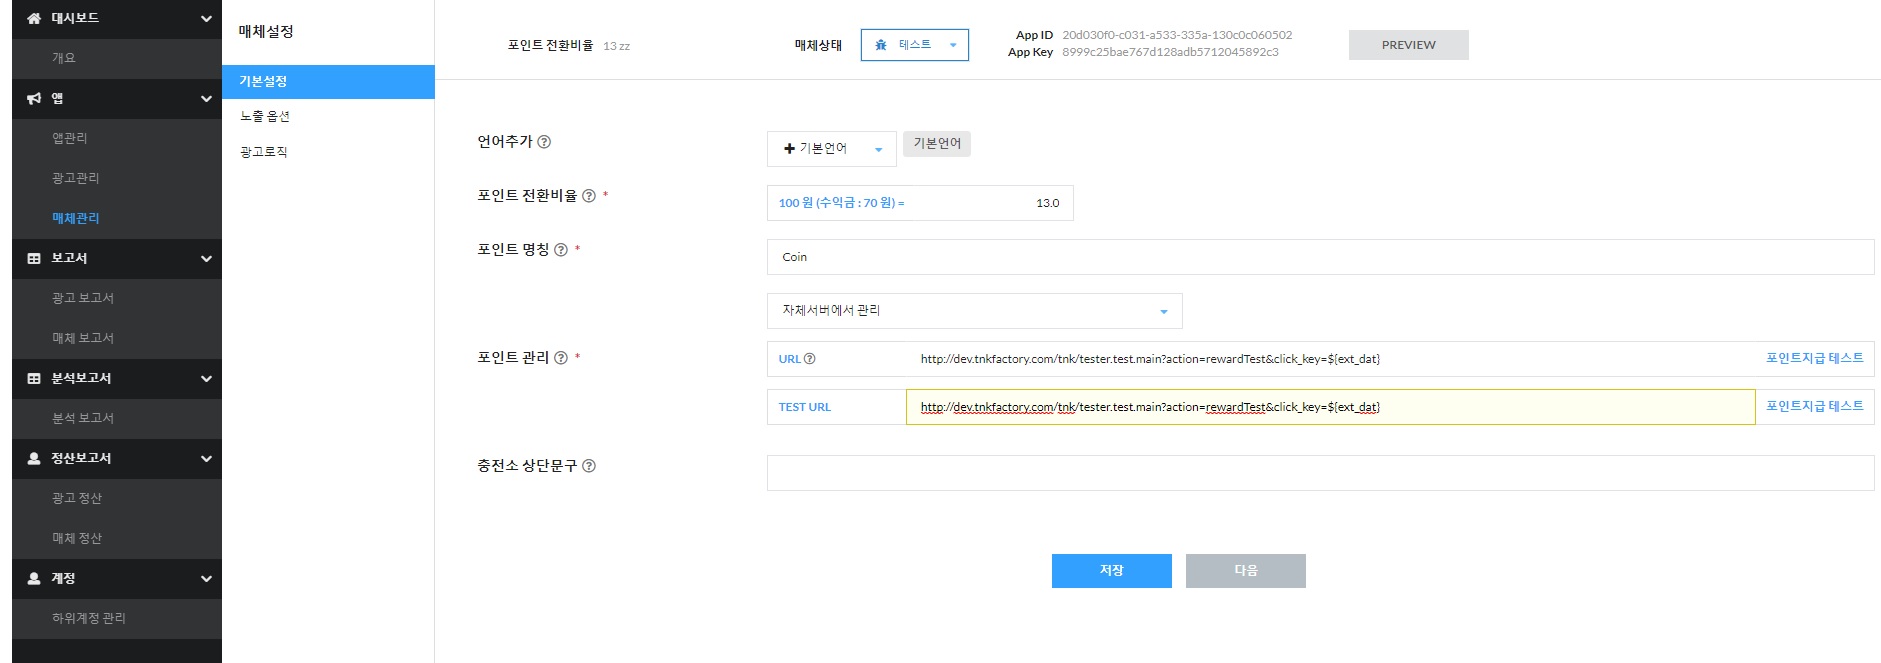 대시보드
개요
앱
앱관리
광고관리
매체관리
보고서
광고 보고서
매체 보고서
분석보고서
분석 보고서
정산보고서
광고 정산
매체 정산
계정
하위계정 관리
매체설정
기본설정
노출 옵션
광고로직
포인트 전환비율 13 zz
매체상태 테스트
App ID 20d030f0-c031-a533-335a-130c0c060502
App Key 8999c25bae767d128adb5712045892c3
PREVIEW
언어추가 ? + 기본언어 기본언어
포인트 전환비율 ? * 100 원 (수익금 : 70 원) = 13.0
포인트 명칭 ? * Coin
자체서버에서 관리
포인트 관리 ? * URL ? http://dev.tnkfactory.com/tnk/tester.test.main?action=rewardTest&click_key=${ext_dat} 포인트지급 테스트
TEST URL http://dev.tnkfactory.com/tnk/tester.test.main?action=rewardTest&click_key=${ext_dat} 포인트지급 테스트
충전소 상단문구 ?
저장 다음